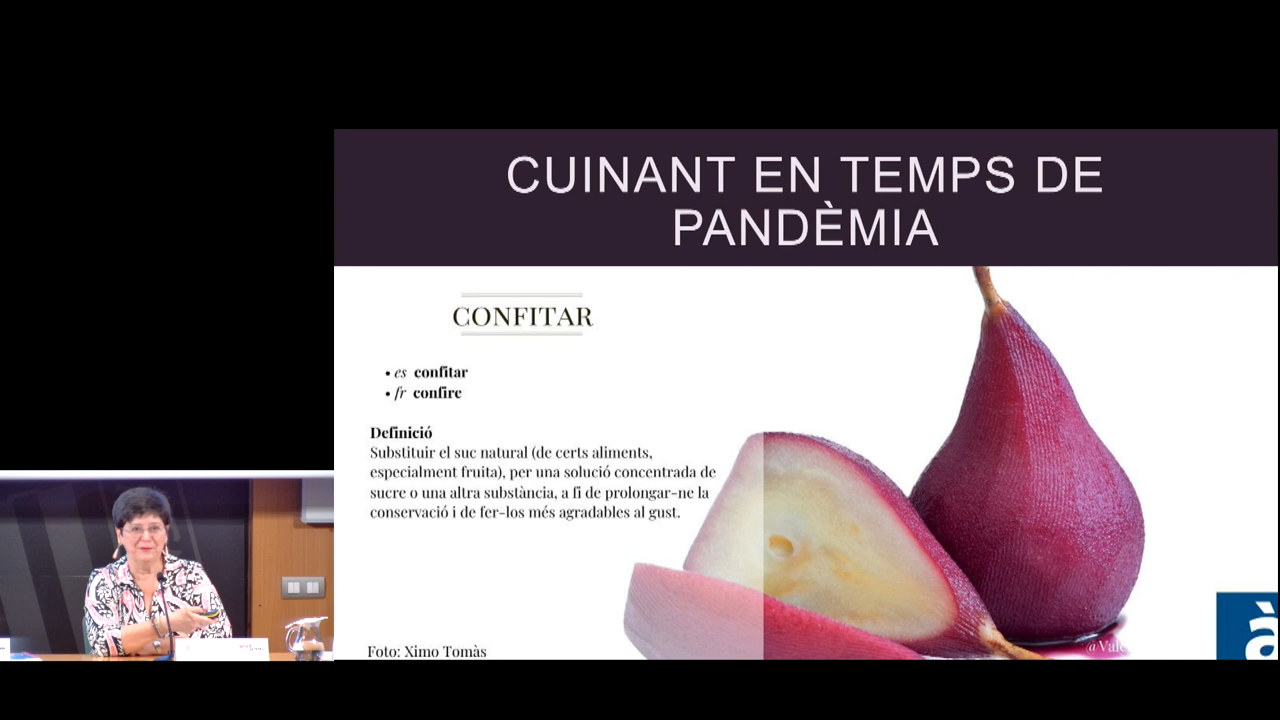 CUINANT EN TEMPS DE
PANDÈMIA
CONFITAR
• es confitar
• fr confire
Definició
Substituir el suc natural (de certs aliments,
especialment fruita), per una solució concentrada de
sucre o una altra substància, a fi de prolongar-ne la
conservació i de fer-los més agradables al gust.
Foto: Ximo Tomàs
@Vale
à